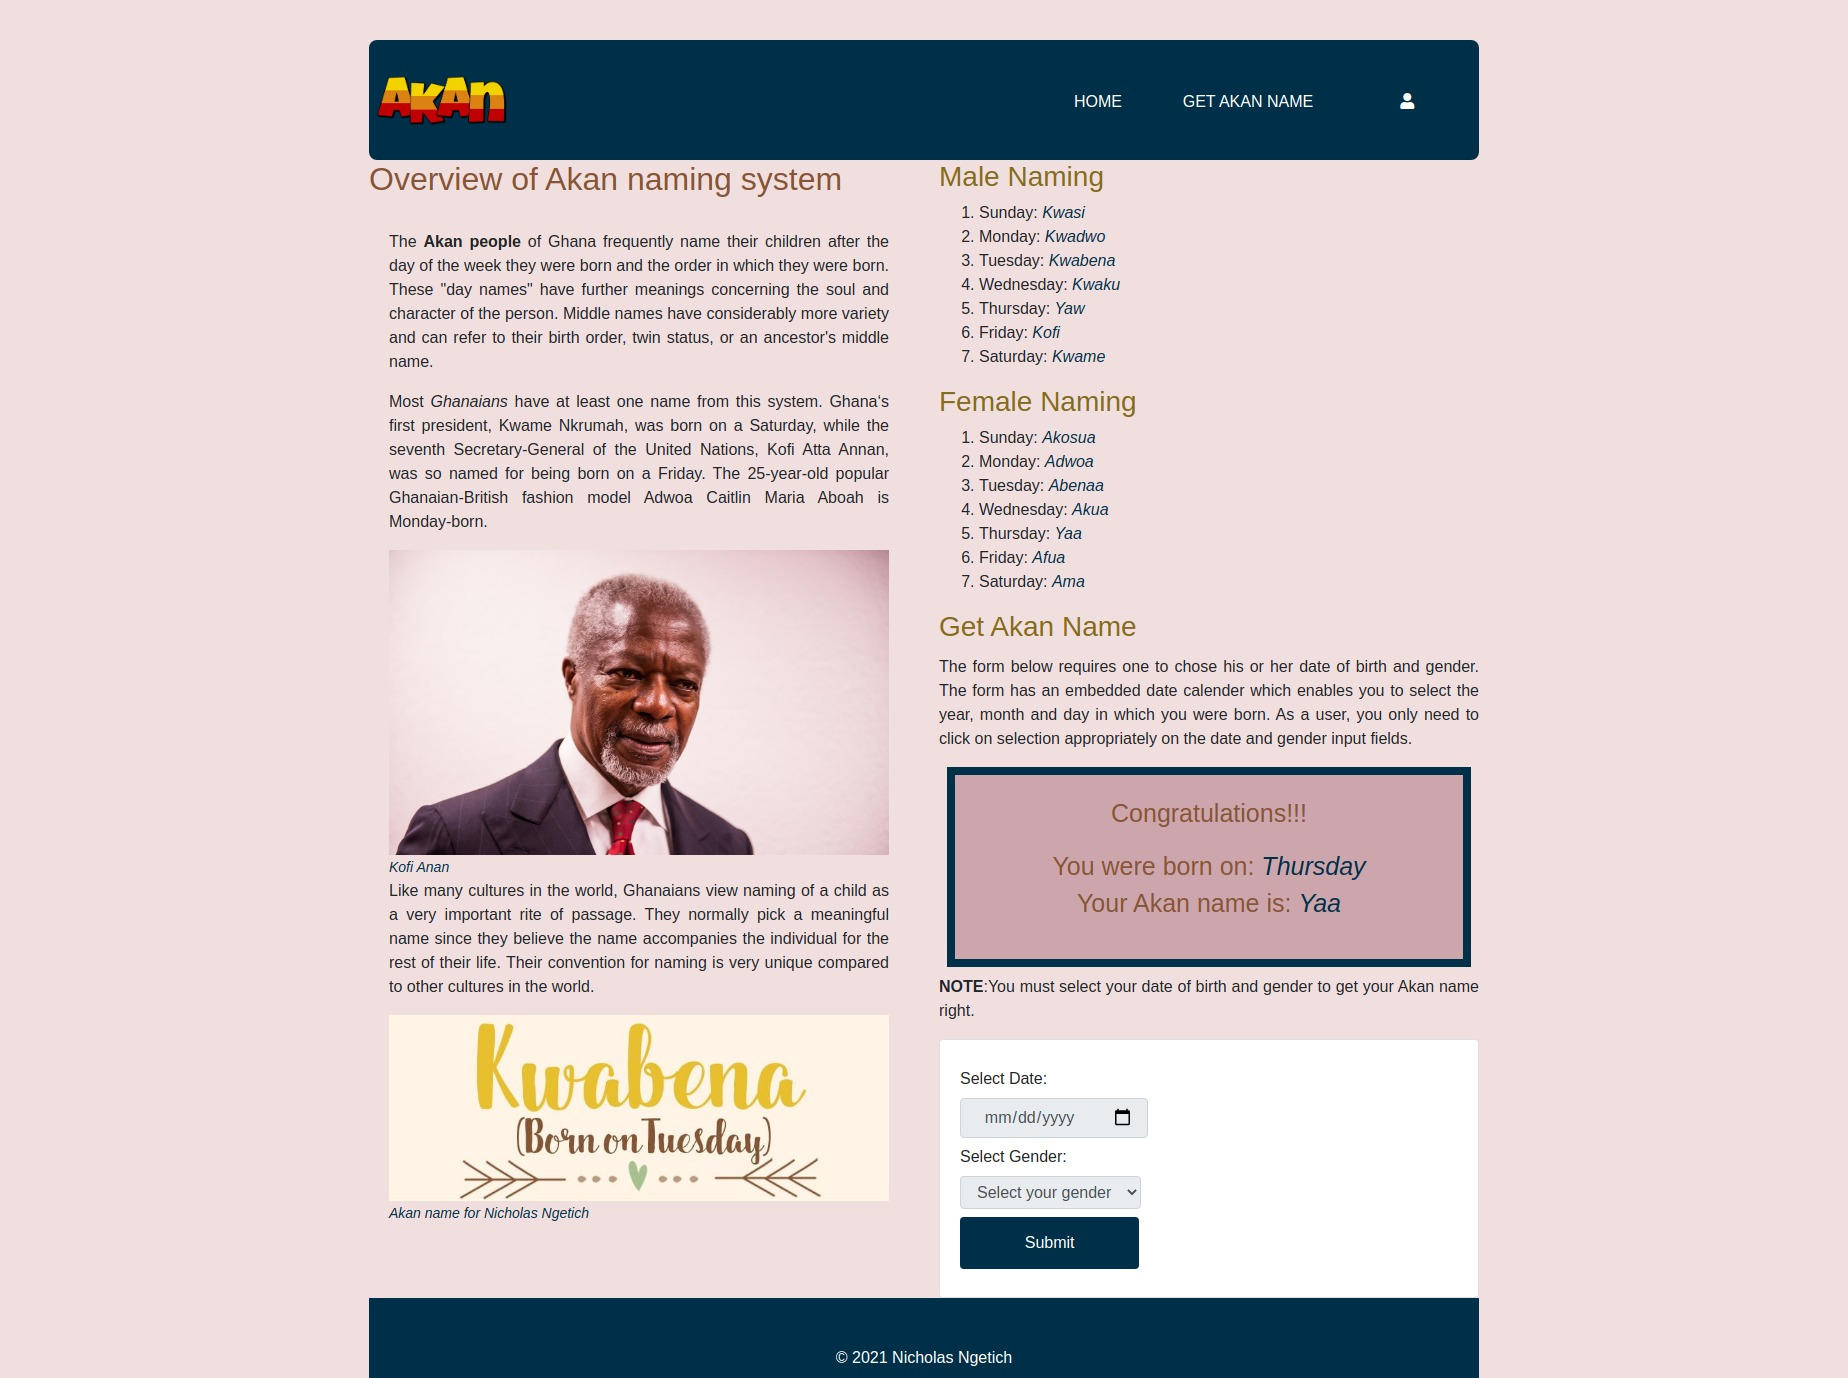 AKAN
HOME
GET AKAN NAME
Overview of Akan naming system
The Akan people of Ghana frequently name their children after the
day of the week they were born and the order in which they were born.
These "day names" have further meanings concerning the soul and
character of the person. Middle names have considerably more variety
and can refer to their birth order, twin status, or an ancestor's middle
name.
Most Ghanaians have at least one name from this system. Ghana‘s
first president, Kwame Nkrumah, was born on a Saturday, while the
seventh Secretary-General of the United Nations, Kofi Atta Annan,
was so named for being born on a Friday. The 25-year-old popular
Ghanaian-British fashion model Adwoa Caitlin Maria Aboah is
Monday-born.
Kofi Anan
Like many cultures in the world, Ghanaians view naming of a child as
a very important rite of passage. They normally pick a meaningful
name since they believe the name accompanies the individual for the
rest of their life. Their convention for naming is very unique compared
to other cultures in the world.
Kwabena
(Born on Tuesday)
Akan name for Nicholas Ngetich
Male Naming
1. Sunday: Kwasi
2. Monday: Kwadwo
3. Tuesday: Kwabena
4. Wednesday: Kwaku
5. Thursday: Yaw
6. Friday: Kofi
7. Saturday: Kwame
Female Naming
1. Sunday: Akosua
2. Monday: Adwoa
3. Tuesday: Abenaa
4. Wednesday: Akua
5. Thursday: Yaa
6. Friday: Afua
7. Saturday: Ama
Get Akan Name
The form below requires one to chose his or her date of birth and gender.
The form has an embedded date calender which enables you to select the
year, month and day in which you were born. As a user, you only need to
click on selection appropriately on the date and gender input fields.
Congratulations!!!
You were born on: Thursday
Your Akan name is: Yaa
NOTE:You must select your date of birth and gender to get your Akan name
right.
Select Date:
mm/dd/yyyy
Select Gender:
Select your gender
Submit
© 2021 Nicholas Ngetich